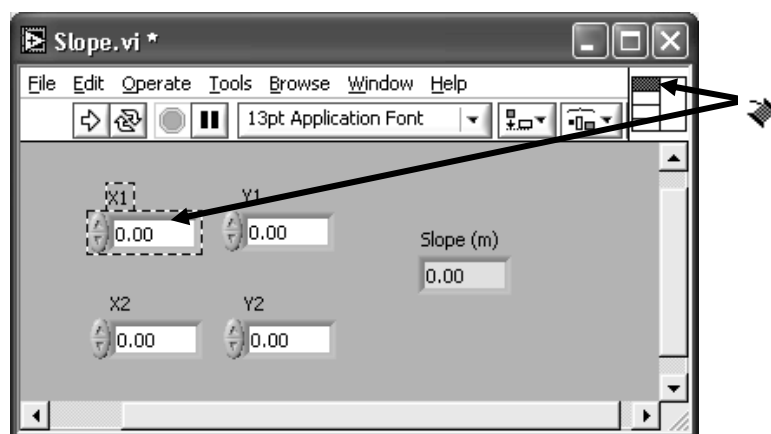 Slope.vi *
File Edit Operate Tools Browse Window Help
13pt Application Font
X1 Y1
0.00 0.00
Slope (m)
0.00
X2 Y2
0.00 0.00